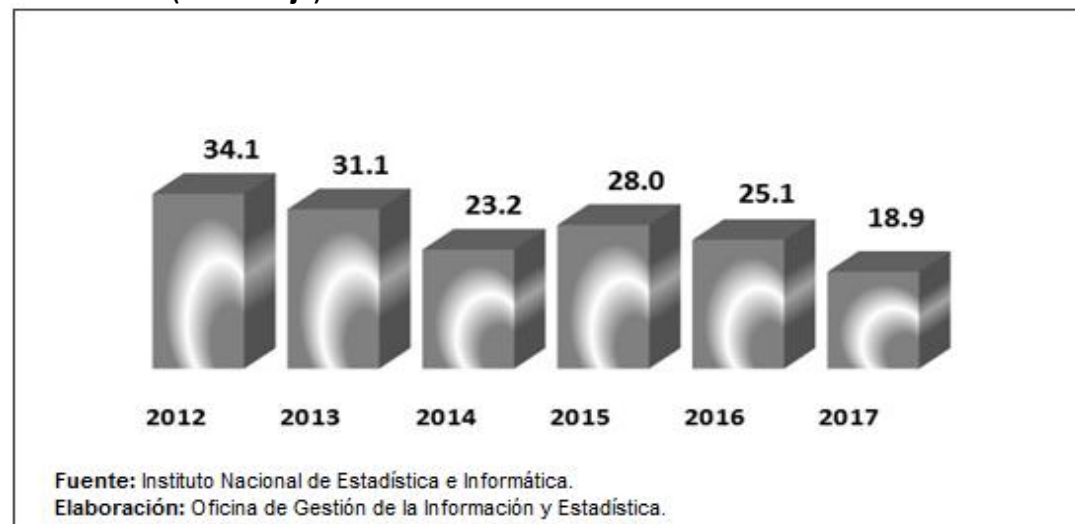 34.1
31.1
23.2
28.0
25.1
18.9
2012 2013 2014 2015 2016 2017
Fuente: Instituto Nacional de Estadística e Informática.
Elaboración: Oficina de Gestión de la Información y Estadística.